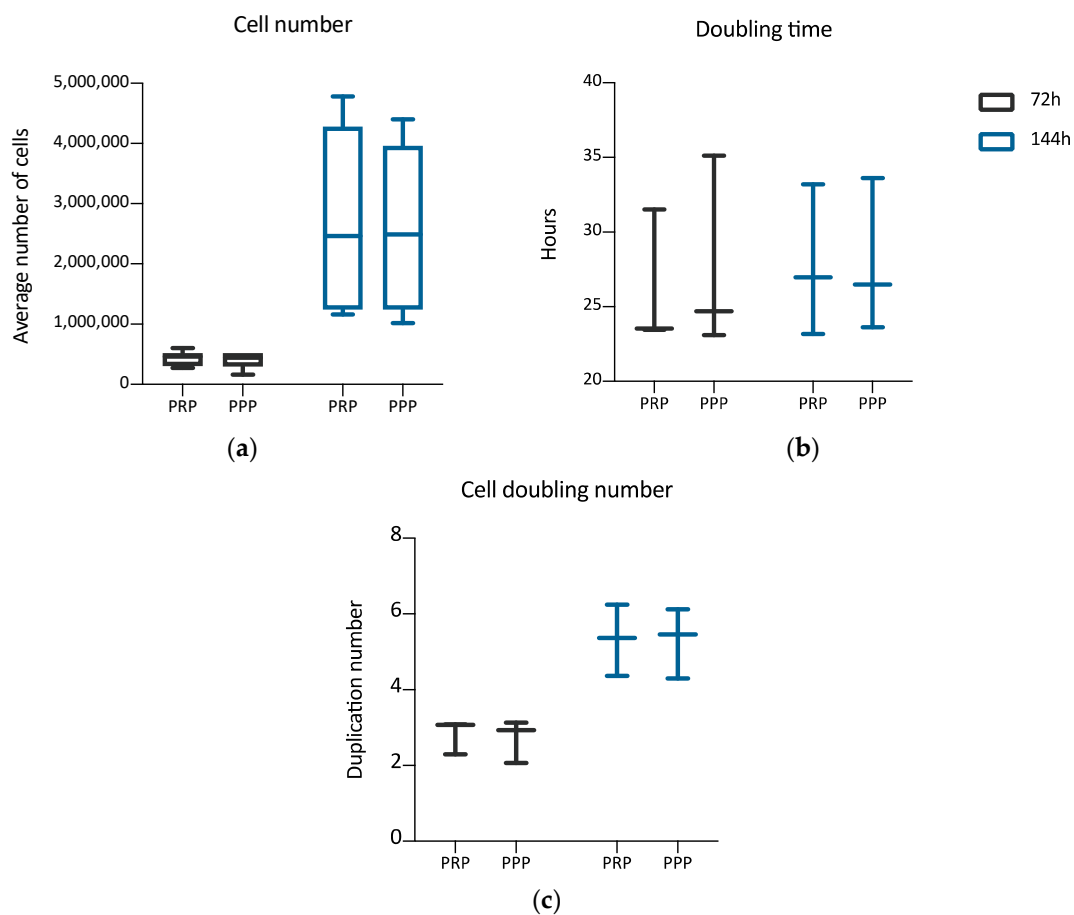 Cell number
Average number of cells
5,000,000
4,000,000
3,000,000
2,000,000
1,000,000
0
PRP PPP PRP PPP
(a)
Doubling time
Hours
40
35
30
25
20
PRP PPP PRP PPP
(b)
72h
144h
Cell doubling number
Duplication number
8
6
4
2
0
PRP PPP PRP PPP
(c)